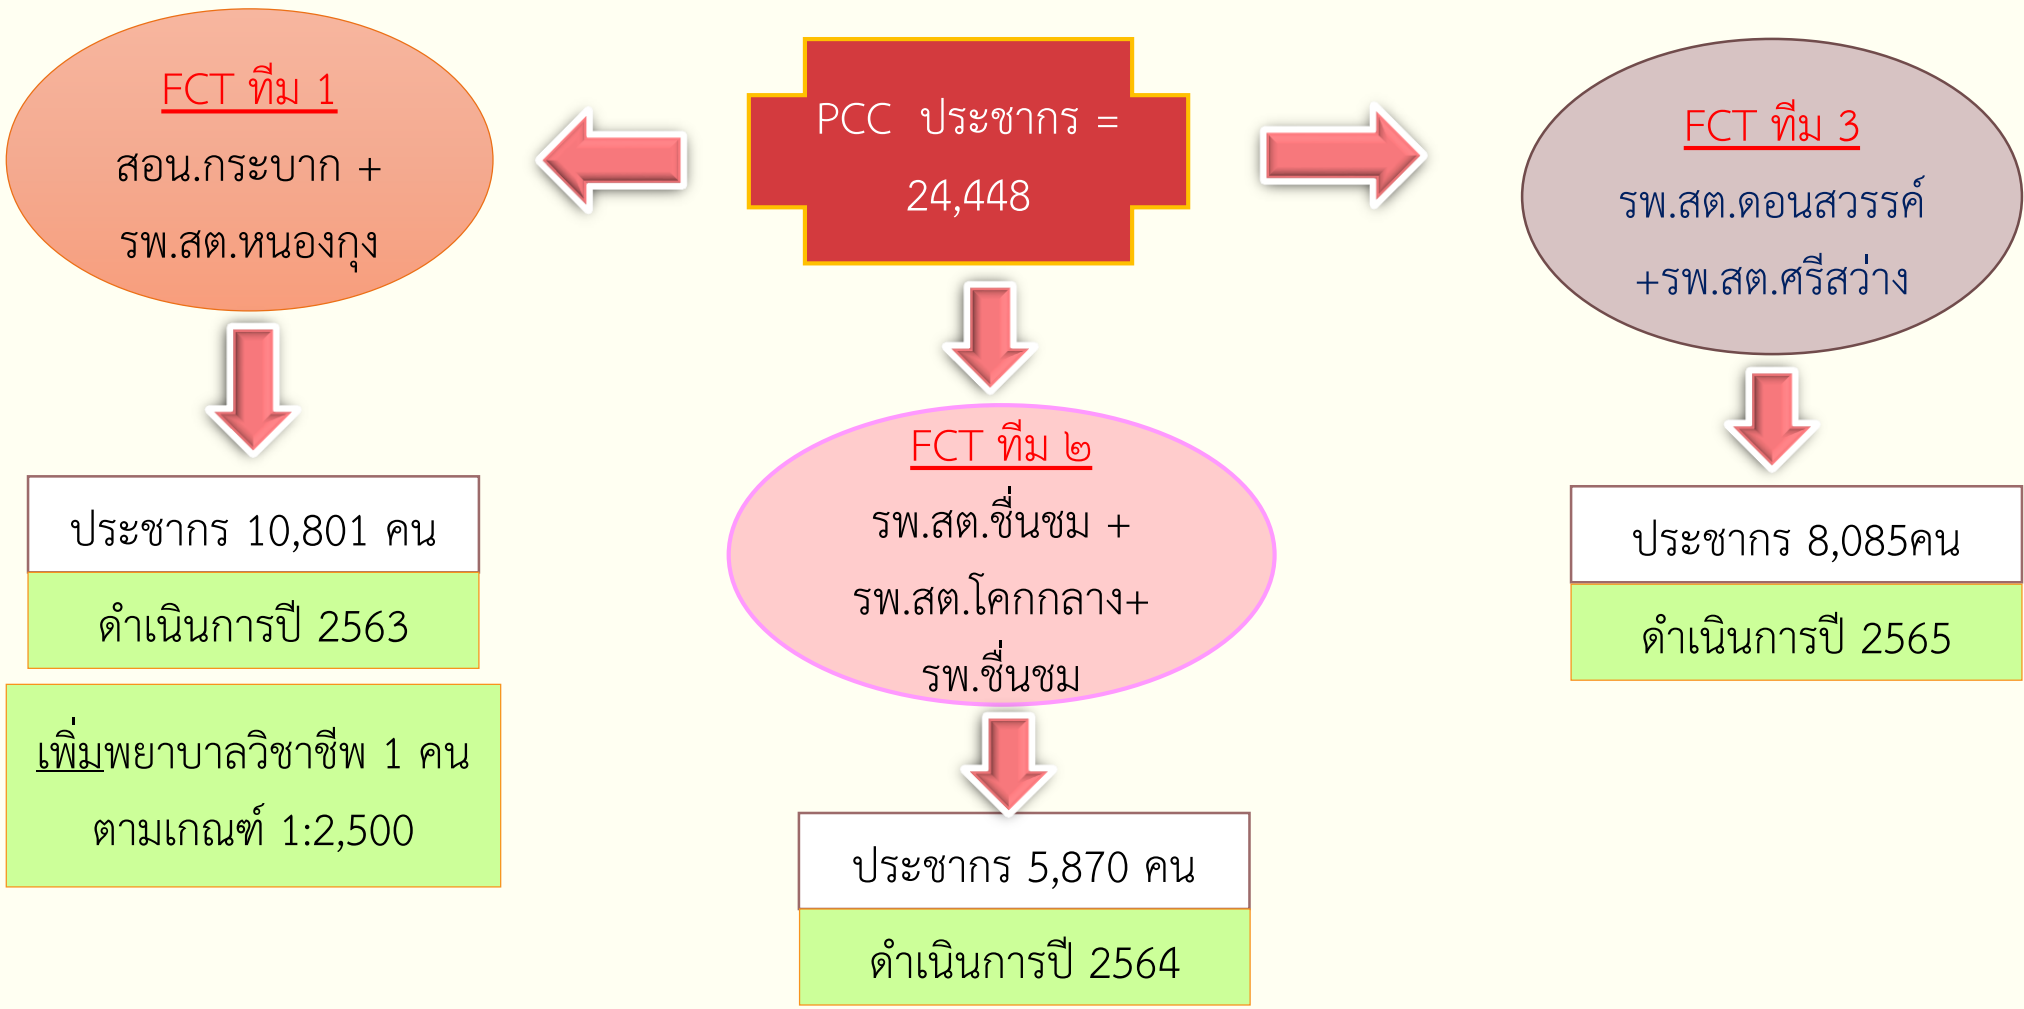 FCT ทีม 1
สอน.กระบาก +
รพ.สต.หนองกุง
ประชากร 10,801 คน
ดำเนินการปี 2563
เพิ่มพยาบาลวิชาชีพ 1 คน
ตามเกณฑ์ 1:2,500
PCC ประชากร =
24,448
FCT ทีม ๒
รพ.สต.ชื่นชม +
รพ.สต.โคกกลาง+
รพ.ชื่นชม
ประชากร 5,870 คน
ดำเนินการปี 2564
FCT ทีม 3
รพ.สต.ดอนสวรรค์
+รพ.สต.ศรีสว่าง
ประชากร 8,085คน
ดำเนินการปี 2565